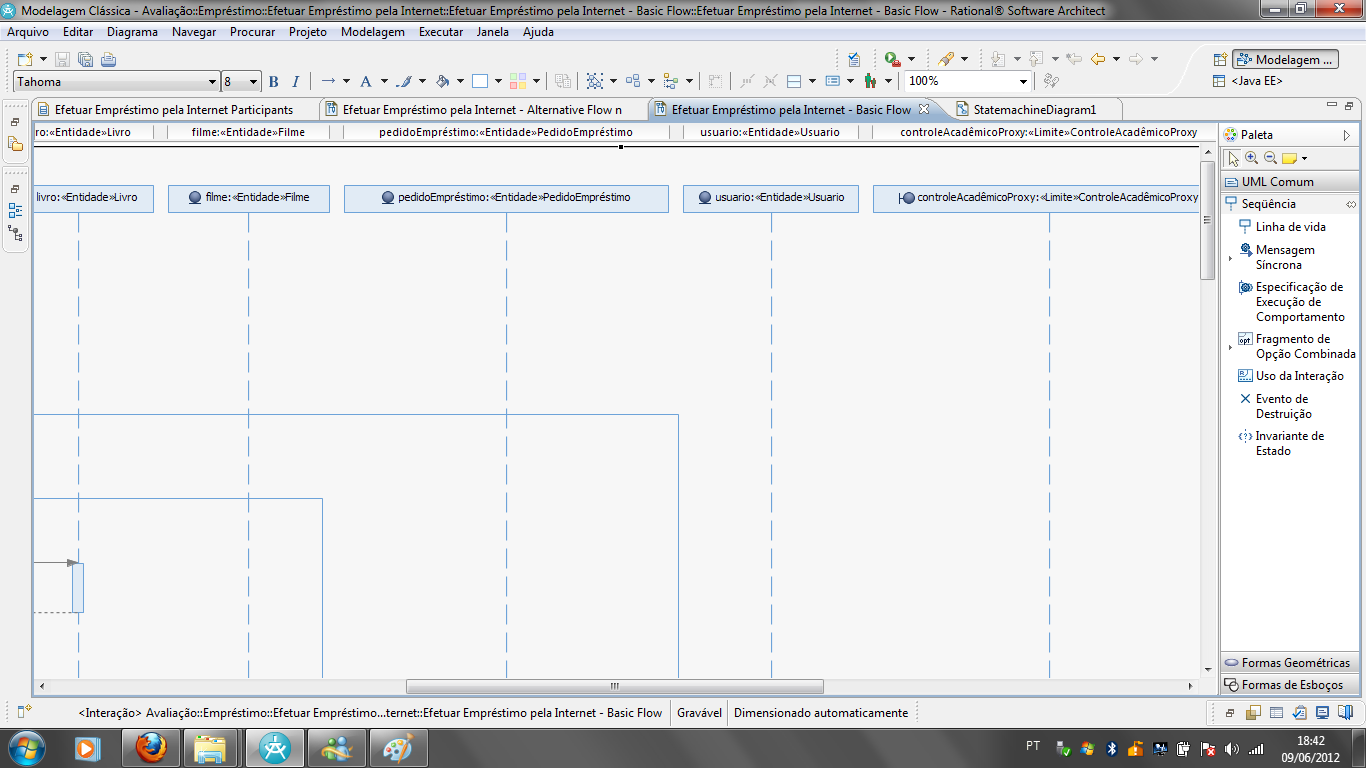 Modelagem Clássica - Avaliação::Empréstimo::Efetuar Empréstimo pela Internet::Efetuar Empréstimo pela Internet - Basic Flow::Efetuar Empréstimo pela Internet - Basic Flow - Rational® Software Architect
Arquivo Editar Diagrama Navegar Procurar Projeto Modelagem Executar Janela Ajuda
Modelagem ...
Tahoma 8 B I A 100% <Java EE>
Efetuar Empréstimo pela Internet Participants Efetuar Empréstimo pela Internet - Alternative Flow n Efetuar Empréstimo pela Internet - Basic Flow StatemachineDiagram1
ro:«Entidade»Livro filme:«Entidade»Filme pedidoEmpréstimo:«Entidade»PedidoEmpréstimo usuario:«Entidade»Usuario controleAcadêmicoProxy:«Limite»ControleAcadêmicoProxy
livro:«Entidade»Livro filme:«Entidade»Filme pedidoEmpréstimo:«Entidade»PedidoEmpréstimo usuario:«Entidade»Usuario controleAcadêmicoProxy:«Limite»ControleAcadêmicoProxy
Paleta
UML Comum
Seqüência
Linha de vida
Mensagem
Síncrona
Especificação de
Execução de
Comportamento
opt
Fragmento de
Opção Combinada
Uso da Interação
Evento de
Destruição
Invariante de
Estado
Formas Geométricas
Formas de Esboços
<Interação> Avaliação::Empréstimo::Efetuar Empréstimo...ternet::Efetuar Empréstimo pela Internet - Basic Flow Gravável Dimensionado automaticamente
PT
18:42
09/06/2012